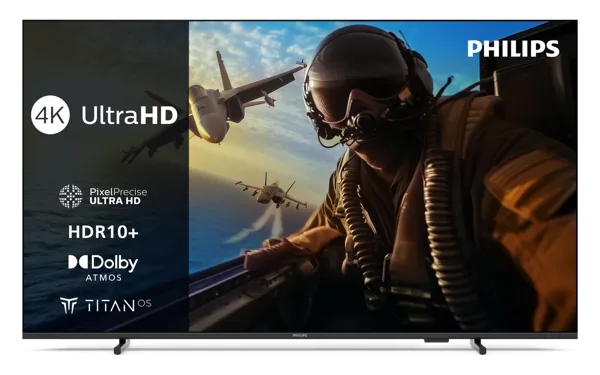 PHILIPS
4K UltraHD
PixelPrecise
ULTRA HD
HDR10+
Dolby
ATMOS
TITAN OS
PHILIPS